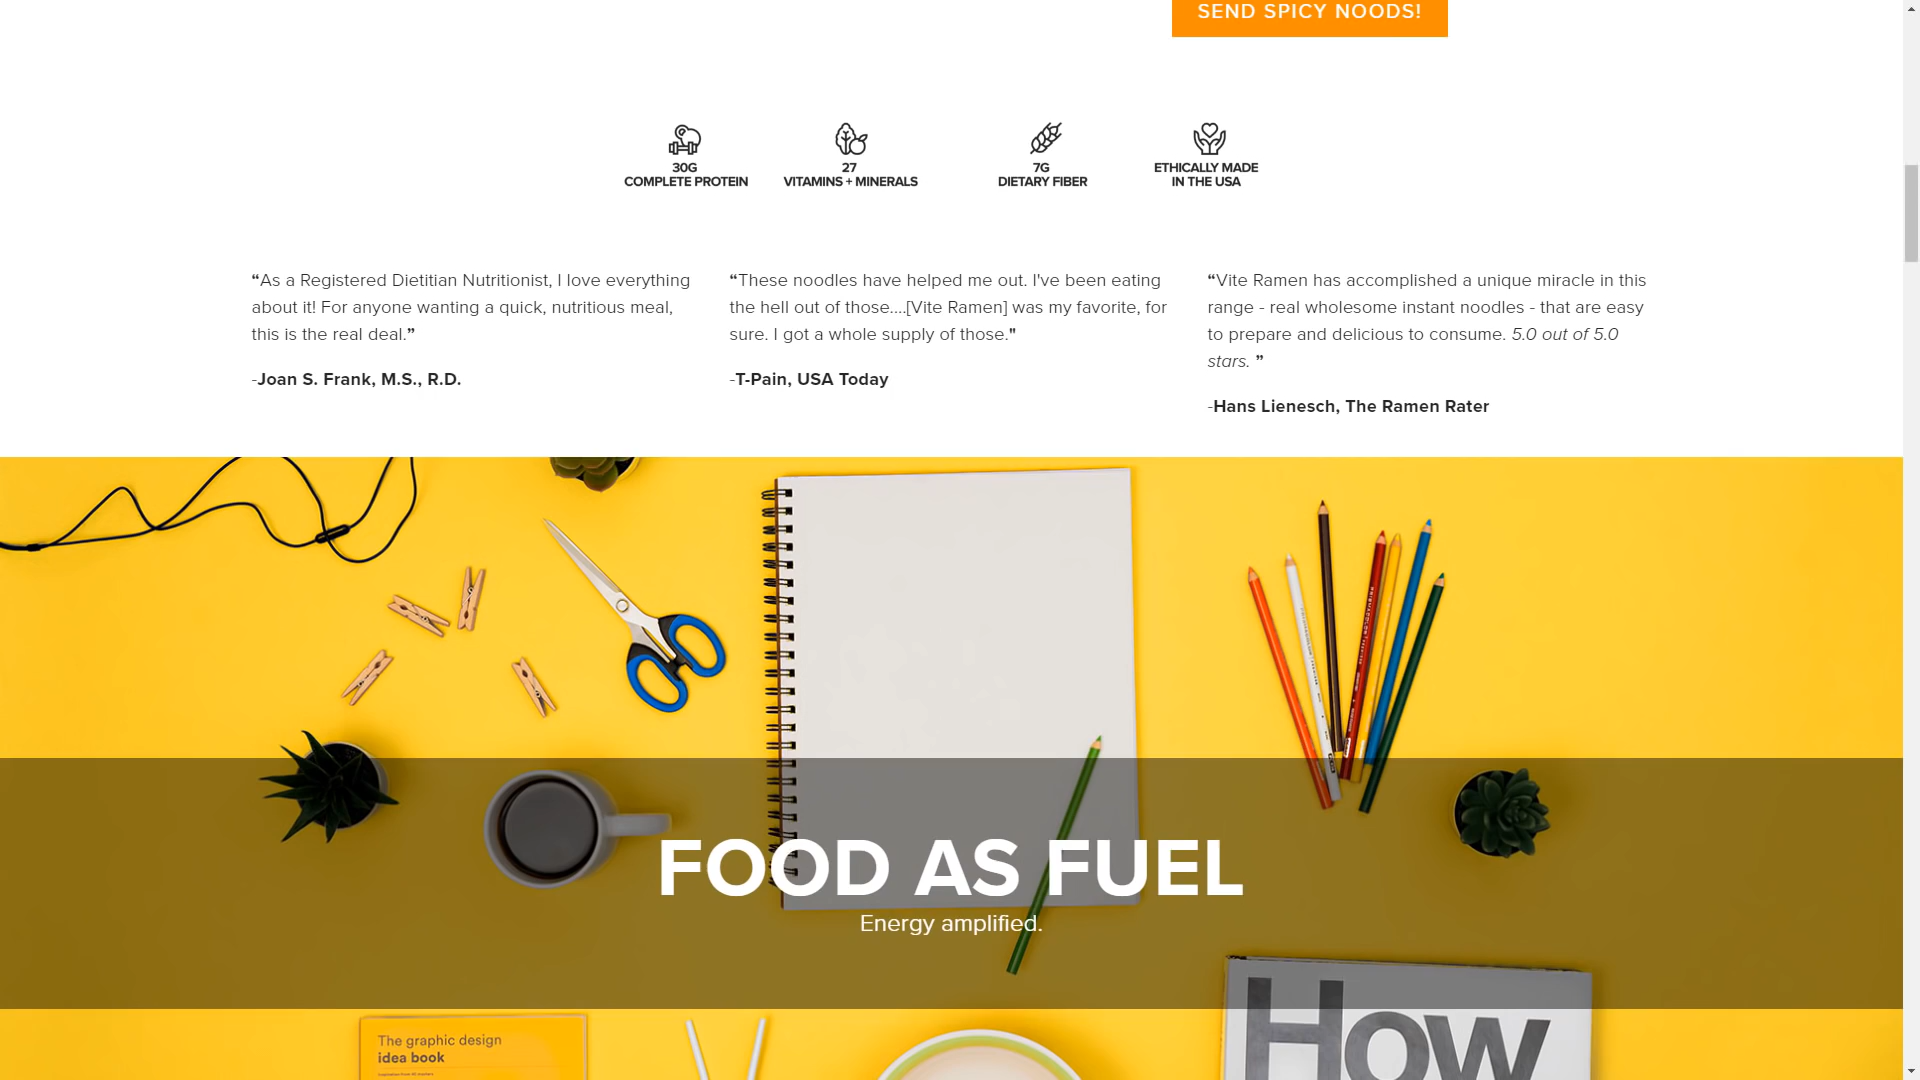 SEND SPICY NOODS!
30G
COMPLETE PROTEIN
27
VITAMINS + MINERALS
7G
DIETARY FIBER
ETHICALLY MADE
IN THE USA
“As a Registered Dietitian Nutritionist, I love everything
about it! For anyone wanting a quick, nutritious meal,
this is the real deal.”
-Joan S. Frank, M.S., R.D.
“These noodles have helped me out. I've been eating
the hell out of those....[Vite Ramen] was my favorite, for
sure. I got a whole supply of those."
-T-Pain, USA Today
“Vite Ramen has accomplished a unique miracle in this
range - real wholesome instant noodles - that are easy
to prepare and delicious to consume. 5.0 out of 5.0
stars. ”
-Hans Lienesch, The Ramen Rater
FOOD AS FUEL
Energy amplified.
The graphic design
idea book
How